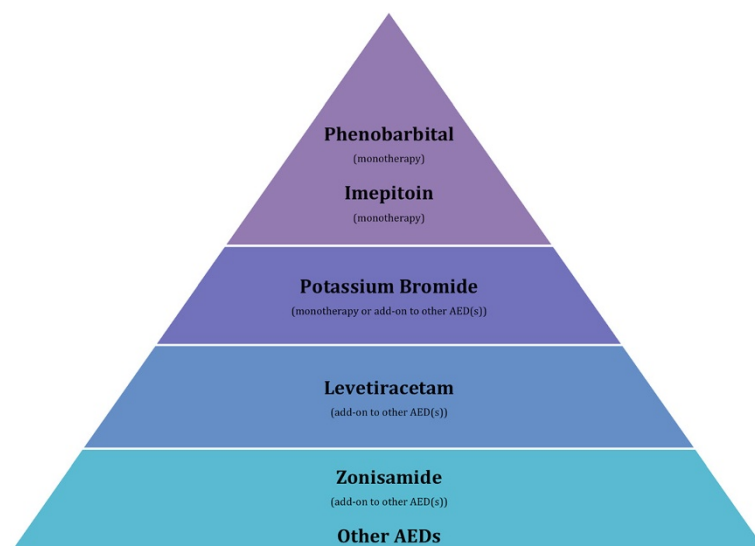 Phenobarbital
(monotherapy)
Imepitoin
(monotherapy)
Potassium Bromide
(monotherapy or add-on to other AED(s))
Levetiracetam
(add-on to other AED(s))
Zonisamide
(add-on to other AED(s))
Other AEDs